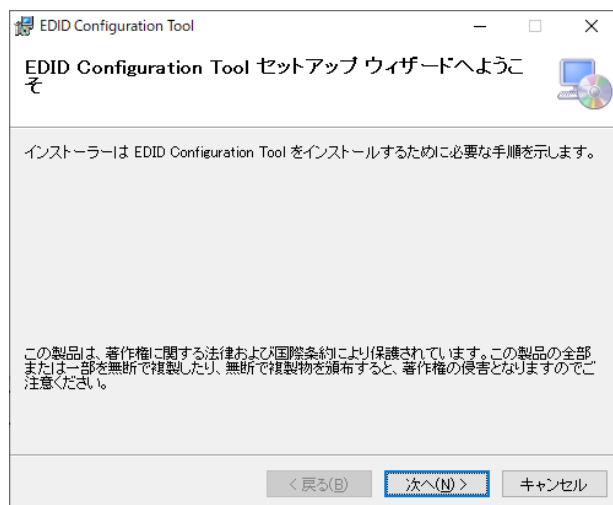 EDID Configuration Tool
EDID Configuration Tool セットアップ ウィザードへようこ
そ
インストーラーは EDID Configuration Tool をインストールするために必要な手順を示します。
この製品は、著作権に関する法律および国際条約により保護されています。この製品の全部
または一部を無断で複製したり、無断で複製物を頒布すると、著作権の侵害となりますのでご
注意ください。
< 戻る(B)
次へ(N) >
キャンセル